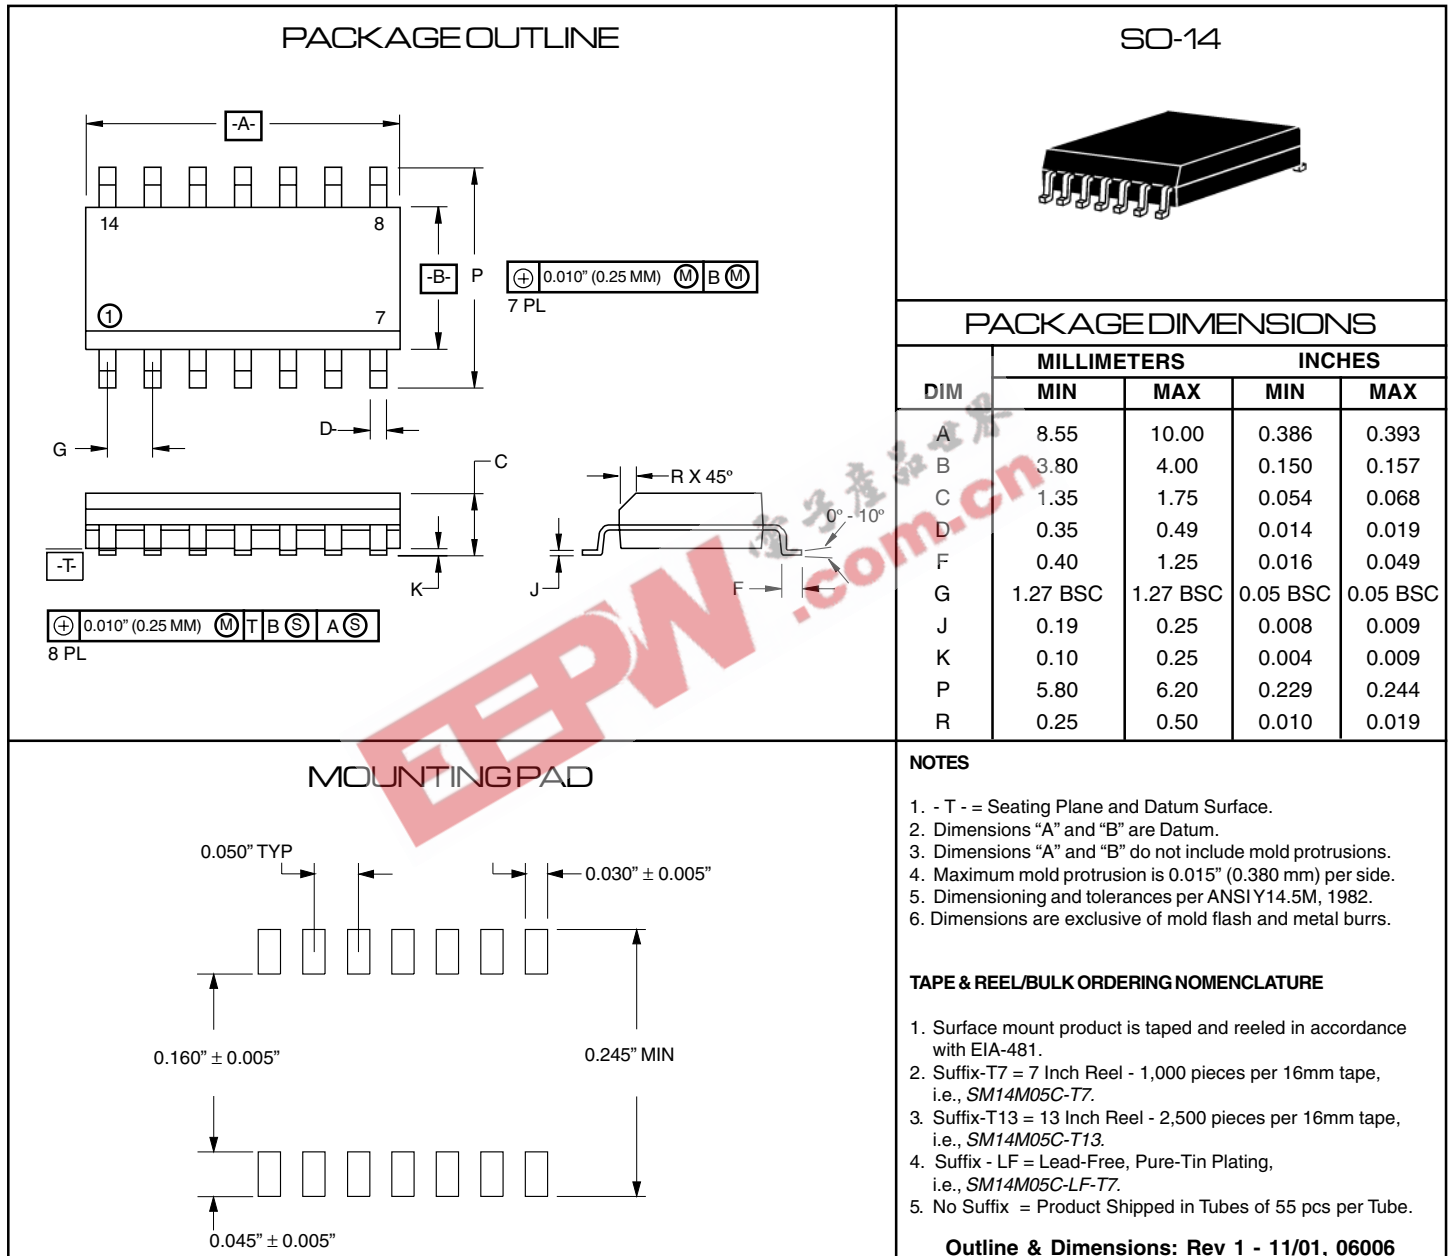 PACKAGE OUTLINE
-A-
14
8
1
7
-B-
P
⌖ 0.010” (0.25 MM) Ⓜ B Ⓜ
7 PL
G
D
C
-T-
K
⌖ 0.010” (0.25 MM) Ⓜ T B Ⓢ A Ⓢ
8 PL
R X 45º
0º - 10º
J
F
SO-14
PACKAGE DIMENSIONS
MILLIMETERS INCHES
DIM MIN MAX MIN MAX
A 8.55 10.00 0.386 0.393
B 3.80 4.00 0.150 0.157
C 1.35 1.75 0.054 0.068
D 0.35 0.49 0.014 0.019
F 0.40 1.25 0.016 0.049
G 1.27 BSC 1.27 BSC 0.05 BSC 0.05 BSC
J 0.19 0.25 0.008 0.009
K 0.10 0.25 0.004 0.009
P 5.80 6.20 0.229 0.244
R 0.25 0.50 0.010 0.019
EEPW
电子产品世界
.com.cn
MOUNTING PAD
0.050” TYP
0.030” ± 0.005”
0.160” ± 0.005”
0.245” MIN
0.045” ± 0.005”
NOTES
1. - T - = Seating Plane and Datum Surface.
2. Dimensions “A” and “B” are Datum.
3. Dimensions “A” and “B” do not include mold protrusions.
4. Maximum mold protrusion is 0.015” (0.380 mm) per side.
5. Dimensioning and tolerances per ANSI Y14.5M, 1982.
6. Dimensions are exclusive of mold flash and metal burrs.
TAPE & REEL/BULK ORDERING NOMENCLATURE
1. Surface mount product is taped and reeled in accordance
with EIA-481.
2. Suffix-T7 = 7 Inch Reel - 1,000 pieces per 16mm tape,
i.e., SM14M05C-T7.
3. Suffix-T13 = 13 Inch Reel - 2,500 pieces per 16mm tape,
i.e., SM14M05C-T13.
4. Suffix - LF = Lead-Free, Pure-Tin Plating,
i.e., SM14M05C-LF-T7.
5. No Suffix = Product Shipped in Tubes of 55 pcs per Tube.
Outline & Dimensions: Rev 1 - 11/01, 06006